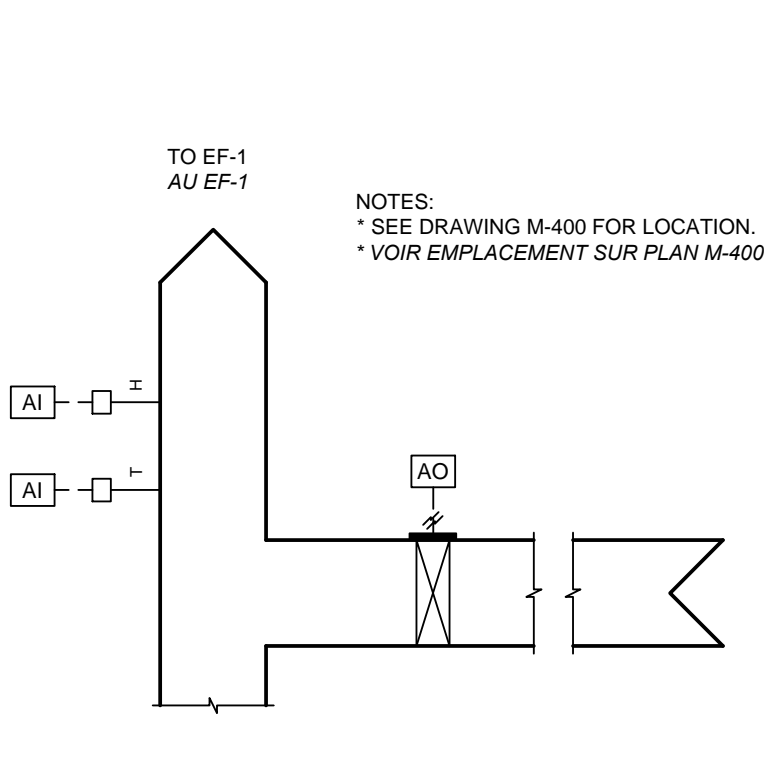 TO EF-1
AU EF-1
NOTES:
* SEE DRAWING M-400 FOR LOCATION.
* VOIR EMPLACEMENT SUR PLAN M-400
AI
H
AI
T
AO